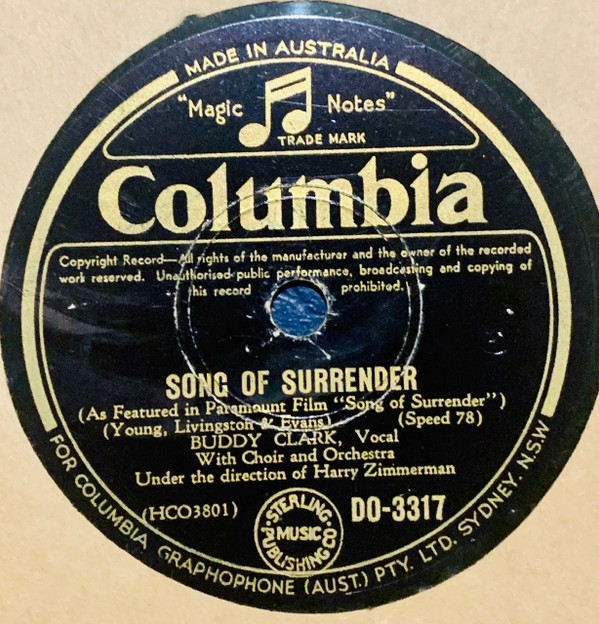 MADE IN AUSTRALIA
"Magic Notes"
TRADE MARK
Columbia
Copyright Record—All rights of the manufacturer and the owner of the recorded
work reserved. Unauthorised public performance, broadcasting and copying of
this record prohibited.
SONG OF SURRENDER
(As Featured in Paramount Film "Song of Surrender")
(Young, Livingston & Evans) (Speed 78)
BUDDY CLARK, Vocal
With Choir and Orchestra
Under the direction of Harry Zimmerman
(HCO3801)
STERLING MUSIC PUBLISHING CO
DO-3317
FOR COLUMBIA GRAPHOPHONE (AUST.) PTY. LTD. SYDNEY. N.S.W